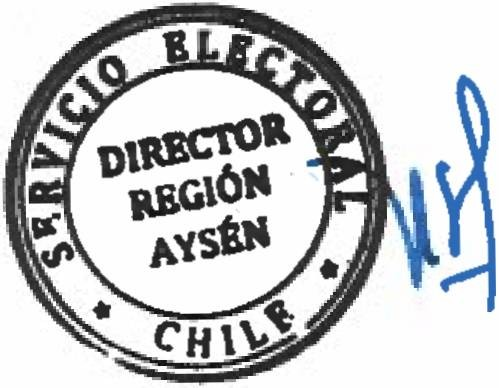 SERVICIO ELECTORAL
DIRECTOR
REGIÓN
AYSÉN
* CHILE *